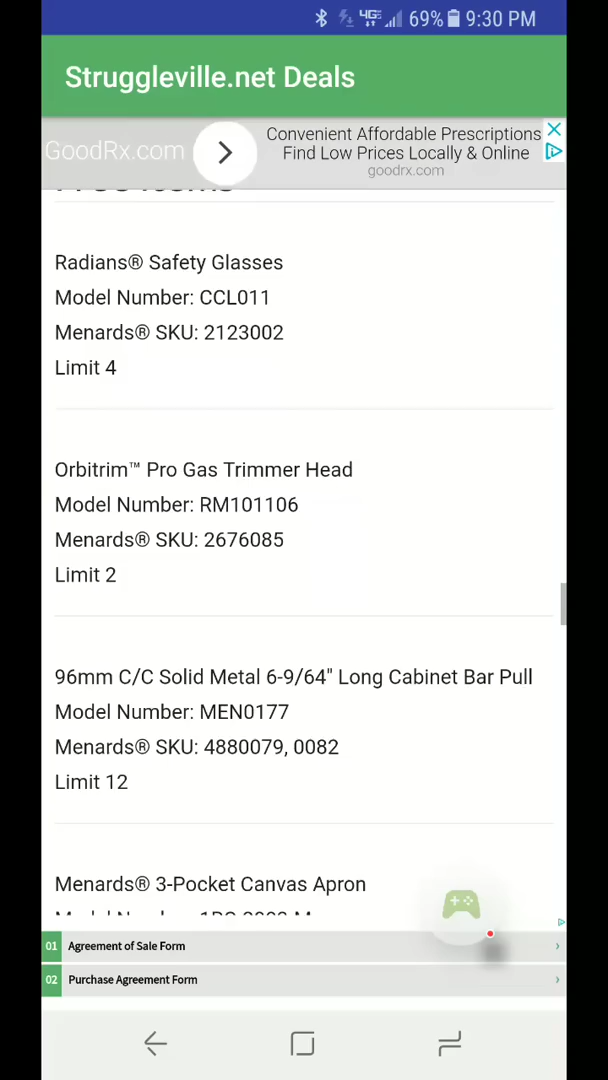 4GE 69% 9:30 PM
Struggleville.net Deals
GoodRx.com
Convenient Affordable Prescriptions
Find Low Prices Locally & Online
goodrx.com
Radians® Safety Glasses
Model Number: CCL011
Menards® SKU: 2123002
Limit 4
Orbitrim™ Pro Gas Trimmer Head
Model Number: RM101106
Menards® SKU: 2676085
Limit 2
96mm C/C Solid Metal 6-9/64" Long Cabinet Bar Pull
Model Number: MEN0177
Menards® SKU: 4880079, 0082
Limit 12
Menards® 3-Pocket Canvas Apron
01 Agreement of Sale Form
02 Purchase Agreement Form